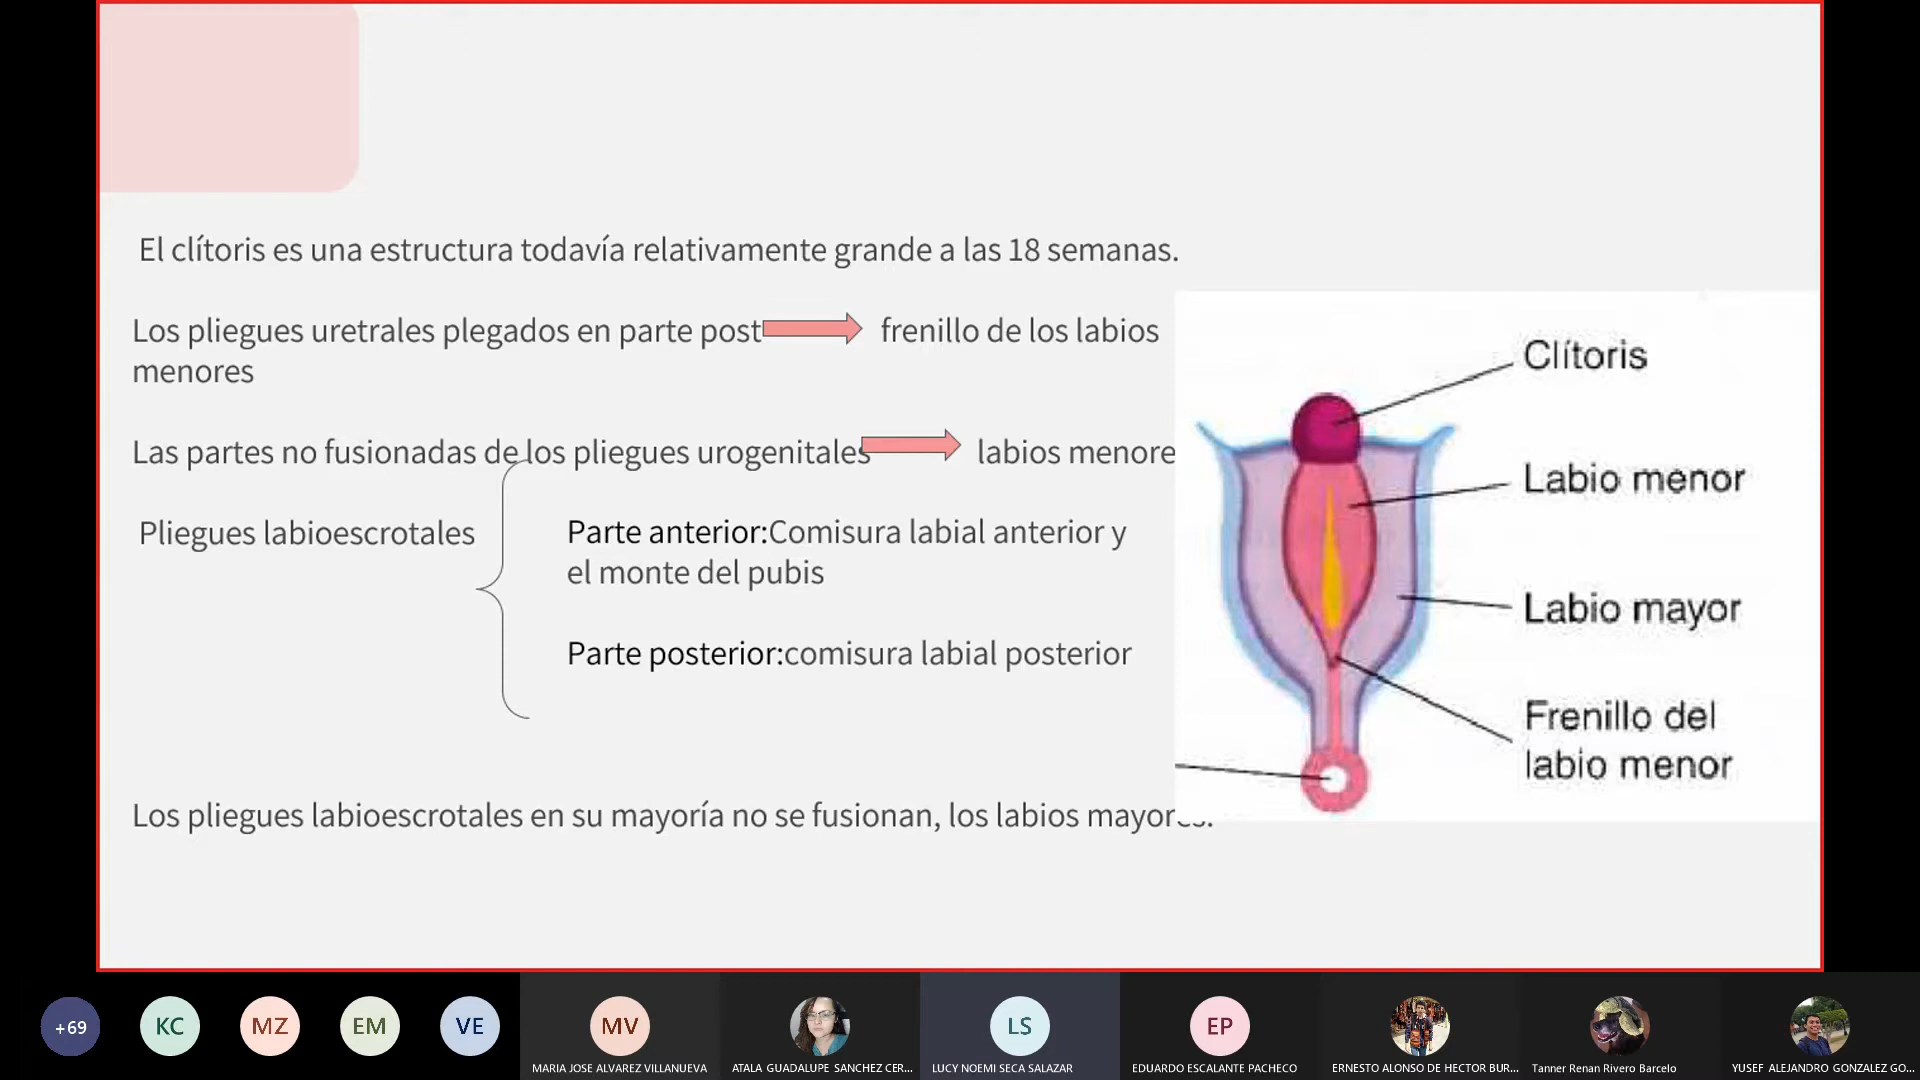 El clítoris es una estructura todavía relativamente grande a las 18 semanas.
Los pliegues uretrales plegados en parte post frenillo de los labios
menores
Las partes no fusionadas de los pliegues urogenitales labios menore
Pliegues labioescrotales
Parte anterior:Comisura labial anterior y
el monte del pubis
Parte posterior:comisura labial posterior
Los pliegues labioescrotales en su mayoría no se fusionan, los labios mayores.
Clítoris
Labio menor
Labio mayor
Frenillo del
labio menor
+69
KC
MZ
EM
VE
MV
LS
EP
MARIA JOSE ALVAREZ VILLANUEVA
ATALA GUADALUPE SANCHEZ CER...
LUCY NOEMI SECA SALAZAR
EDUARDO ESCALANTE PACHECO
ERNESTO ALONSO DE HECTOR BUR...
Tanner Renan Rivero Barcelo
YUSEF ALEJANDRO GONZALEZ GO...